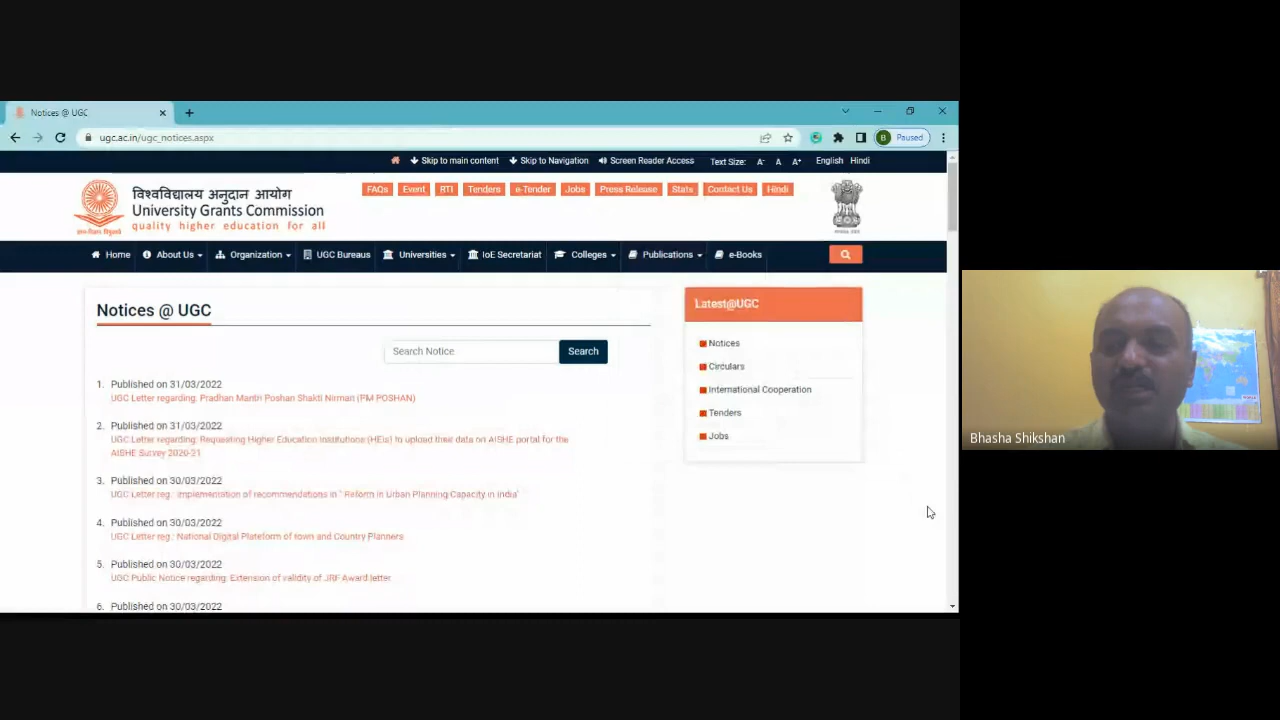 Notices @ UGC
ugc.ac.in/ugc_notices.aspx
B Paused
Skip to main content Skip to Navigation Screen Reader Access Text Size: A- A A+ English Hindi
विश्वविद्यालय अनुदान आयोग
University Grants Commission
quality higher education for all
FAQs Event RTI Tenders e-Tender Jobs Press Release Stats Contact Us Hindi
Home About Us Organization UGC Bureaus Universities IoE Secretariat Colleges Publications e-Books
Notices @ UGC
Search Notice Search
1. Published on 31/03/2022
UGC Letter regarding: Pradhan Mantri Poshan Shakti Nirman (PM POSHAN)
2. Published on 31/03/2022
UGC Letter regarding: Requesting Higher Education Institutions (HEIs) to upload their data on AISHE portal for the
AISHE Survey 2020-31
3. Published on 30/03/2022
UGC Letter reg.: Implementation of recommendations in ` Reform in Urban Planning Capacity in India'
4. Published on 30/03/2022
UGC Letter reg.: National Digital Plateform of town and Country Planners
5. Published on 30/03/2022
UGC Public Notice regarding: Extension of validity of JRF Award letter
6. Published on 30/03/2022
Latest@UGC
Notices
Circulars
International Cooperation
Tenders
Jobs
Bhasha Shikshan